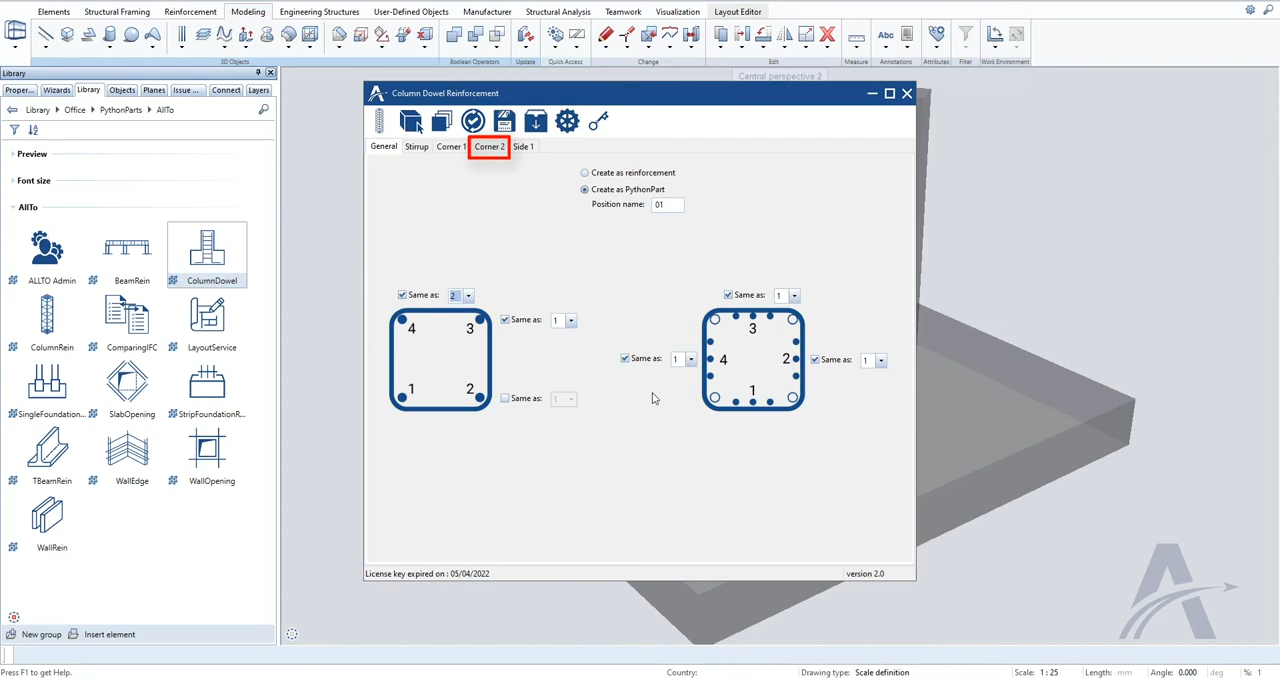 Elements Structural Framing Reinforcement Modeling Engineering Structures User-Defined Objects Manufacturer Structural Analysis Teamwork Visualization Layout Editor
3D Objects Boolean Operators Update Quick Access Change Edit Measure Annotations Attributes Filter Work Environment
Abc
Library
Proper... Wizards Library Objects Planes Issue ... Connect Layers
Library Office PythonParts AllTo
Preview
Font size
AllTo
ALLTO Admin BeamRein ColumnDowel
ColumnRein ComparingIFC LayoutService
SingleFoundation... SlabOpening StripFoundationR...
TBeamRein WallEdge WallOpening
WallRein
New group Insert element
Press F1 to get Help.
Central perspective 2
Column Dowel Reinforcement
General Stirrup Corner 1 Corner 2 Side 1
Create as reinforcement
Create as PythonPart
Position name: 01
Same as: 2
Same as: 1
Same as: 1
4 3
1 2
Same as: 1
Same as: 1
Same as: 1
3
4 2
1
License key expired on : 05/04/2022 version 2.0
Country: Drawing type: Scale definition Scale: 1 : 25 Length: mm Angle: 0.000 deg %: 1